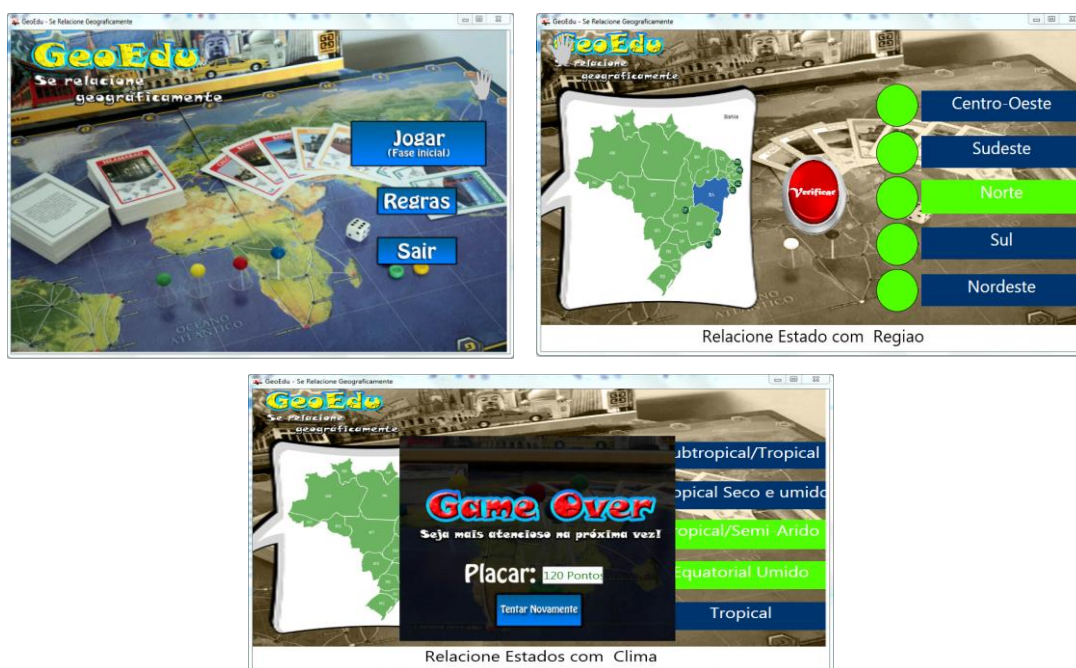 GeoEdu - Se Relacione Geograficamente
GeoEdu
Se relacione
geograficamente
Jogar
(Fase inicial)
Regras
Sair
OCEANO
ATLANTICO
GeoEdu - Se Relacione Geograficamente
GeoEdu
Se relacione
geograficamente
Bahia
Verificar
Centro-Oeste
Sudeste
Norte
Sul
Nordeste
Relacione Estado com Regiao
GeoEdu - Se Relacione Geograficamente
GeoEdu
Se relacione
geograficamente
Game Over
Seja mais atencioso na próxima vez!
Placar: 120 Pontos
Tentar Novamente
ubtropical/Tropical
opical Seco e umido
ropical/Semi-Arido
Equatorial Umido
Tropical
Relacione Estados com Clima